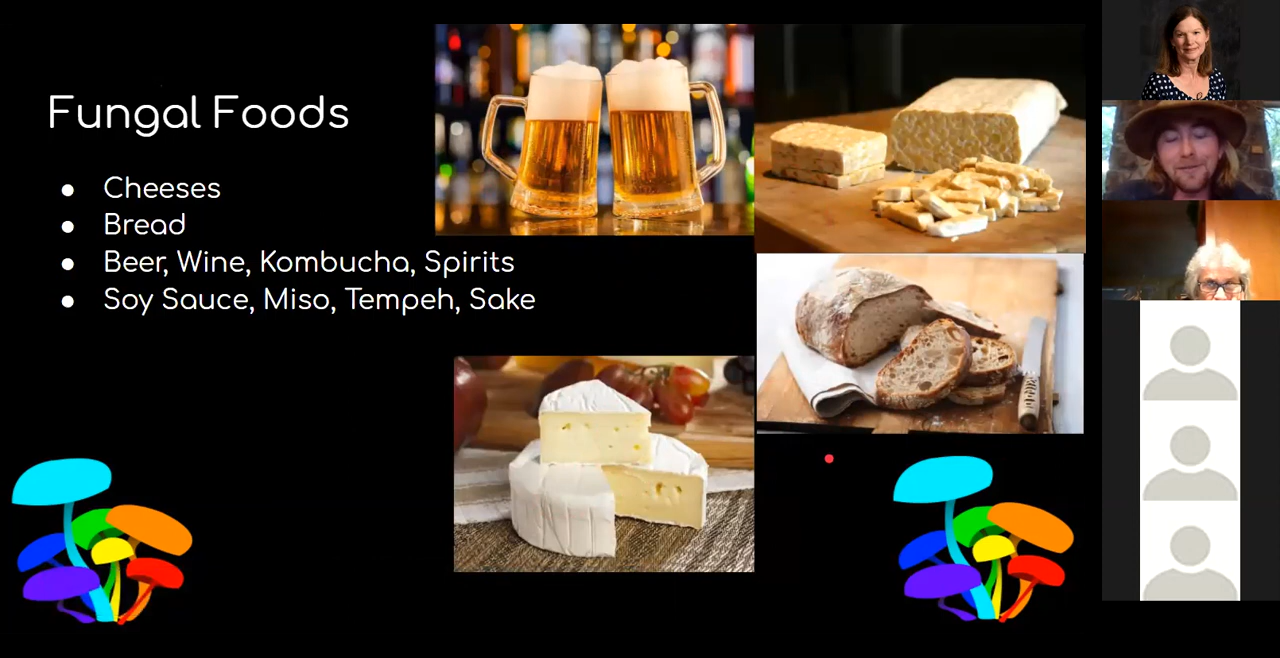 Fungal Foods
● Cheeses
● Bread
● Beer, Wine, Kombucha, Spirits
● Soy Sauce, Miso, Tempeh, Sake